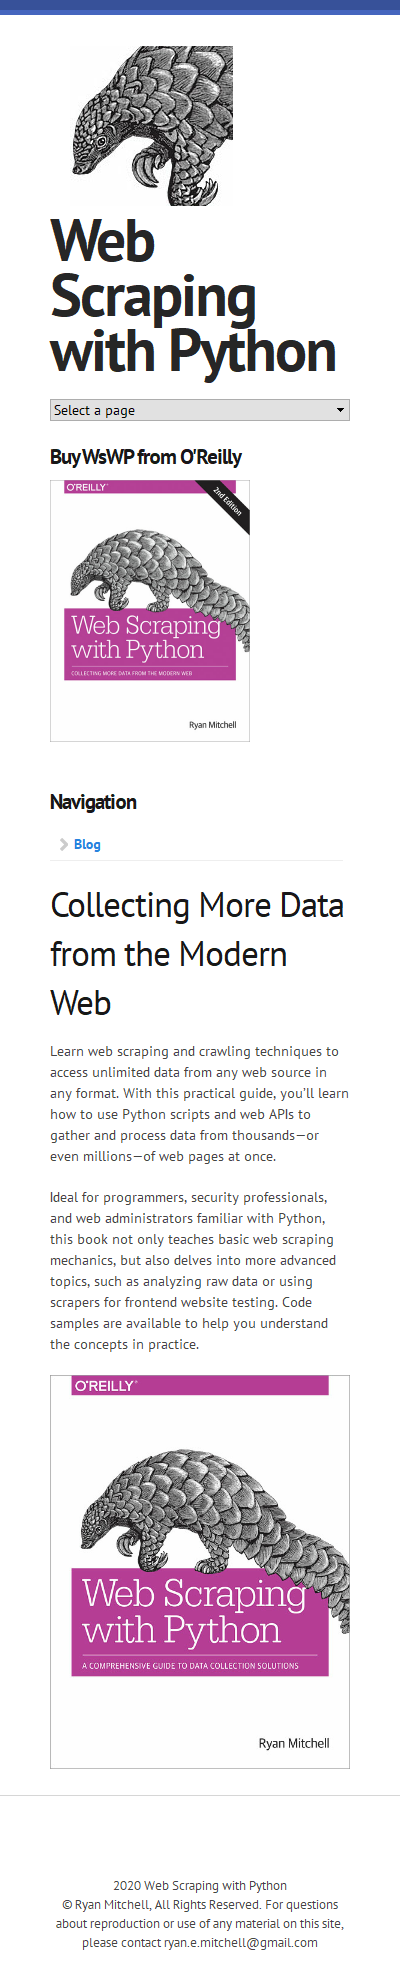 Web
Scraping
with Python
Select a page
Buy WsWP from O'Reilly
O'REILLY®
2nd Edition
Web Scraping
with Python
COLLECTING MORE DATA FROM THE MODERN WEB
Ryan Mitchell
Navigation
Blog
Collecting More Data
from the Modern
Web
Learn web scraping and crawling techniques to
access unlimited data from any web source in
any format. With this practical guide, you’ll learn
how to use Python scripts and web APIs to
gather and process data from thousands—or
even millions—of web pages at once.
Ideal for programmers, security professionals,
and web administrators familiar with Python,
this book not only teaches basic web scraping
mechanics, but also delves into more advanced
topics, such as analyzing raw data or using
scrapers for frontend website testing. Code
samples are available to help you understand
the concepts in practice.
O'REILLY®
Web Scraping
with Python
A COMPREHENSIVE GUIDE TO DATA COLLECTION SOLUTIONS
Ryan Mitchell
2020 Web Scraping with Python
© Ryan Mitchell, All Rights Reserved. For questions
about reproduction or use of any material on this site,
please contact ryan.e.mitchell@gmail.com